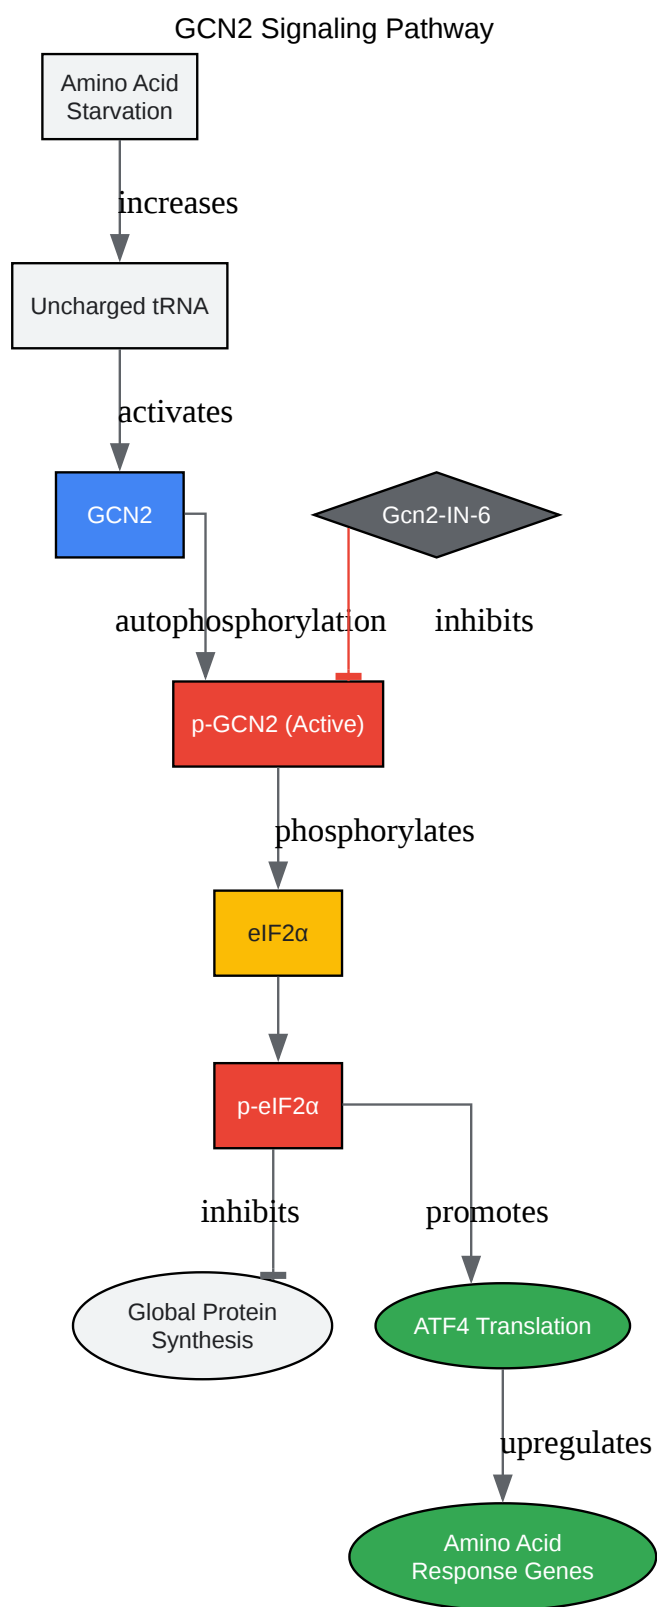 GCN2 Signaling Pathway
Amino Acid
Starvation
increases
Uncharged tRNA
activates
GCN2
Gcn2-IN-6
autophosphorylation
inhibits
p-GCN2 (Active)
phosphorylates
eIF2α
p-eIF2α
inhibits
promotes
Global Protein
Synthesis
ATF4 Translation
upregulates
Amino Acid
Response Genes